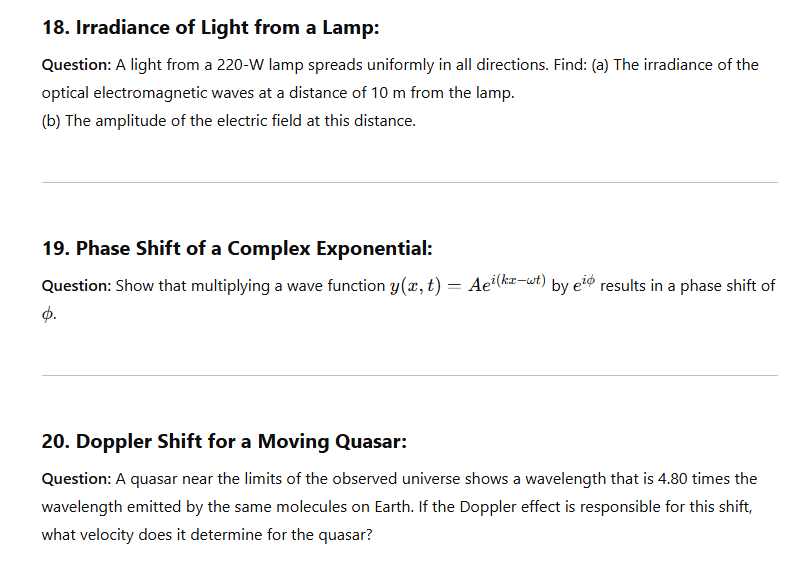 18. Irradiance of Light from a Lamp:
Question: A light from a 220-W lamp spreads uniformly in all directions. Find: (a) The irradiance of the
optical electromagnetic waves at a distance of 10 m from the lamp.
(b) The amplitude of the electric field at this distance.
19. Phase Shift of a Complex Exponential:
Question: Show that multiplying a wave function y(x, t) = Ae^{i(kx−ωt)} by e^{iϕ} results in a phase shift of
ϕ.
20. Doppler Shift for a Moving Quasar:
Question: A quasar near the limits of the observed universe shows a wavelength that is 4.80 times the
wavelength emitted by the same molecules on Earth. If the Doppler effect is responsible for this shift,
what velocity does it determine for the quasar?